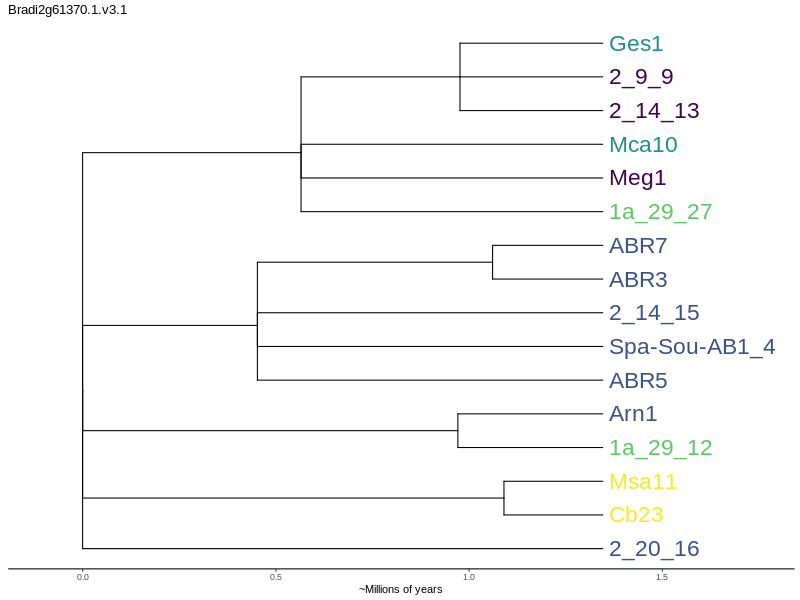 Bradi2g61370.1.v3.1
Ges1
2_9_9
2_14_13
Mca10
Meg1
1a_29_27
ABR7
ABR3
2_14_15
Spa-Sou-AB1_4
ABR5
Arn1
1a_29_12
Msa11
Cb23
2_20_16
0.0 0.5 1.0 1.5
~Millions of years